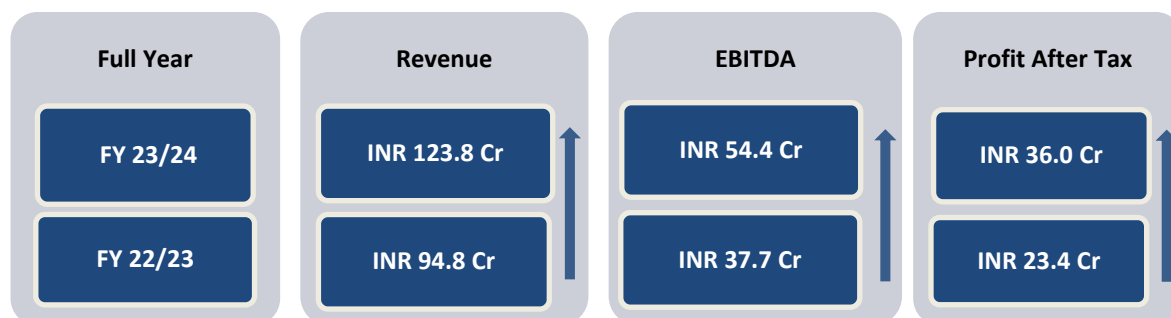 Full Year
FY 23/24
FY 22/23
Revenue
INR 123.8 Cr
INR 94.8 Cr
EBITDA
INR 54.4 Cr
INR 37.7 Cr
Profit After Tax
INR 36.0 Cr
INR 23.4 Cr